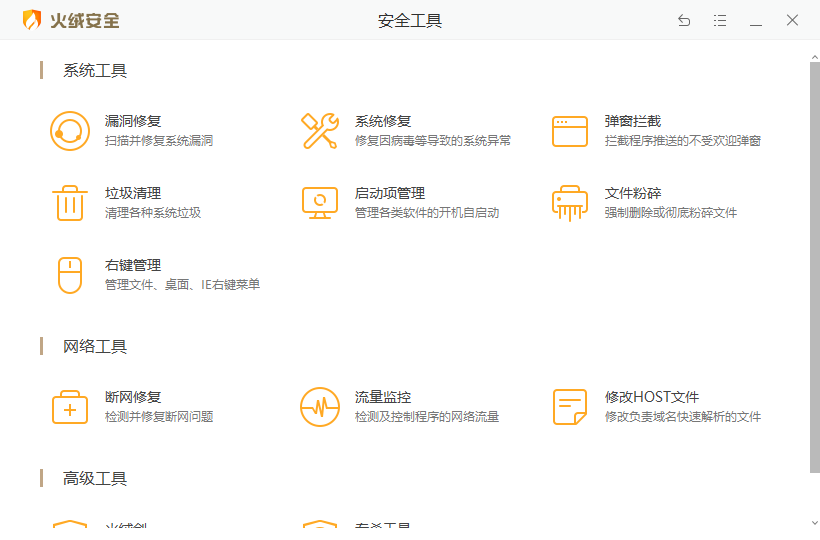 火绒安全
安全工具
系统工具
漏洞修复
扫描并修复系统漏洞
系统修复
修复因病毒等导致的系统异常
弹窗拦截
拦截程序推送的不受欢迎弹窗
垃圾清理
清理各种系统垃圾
启动项管理
管理各类软件的开机自启动
文件粉碎
强制删除或彻底粉碎文件
右键管理
管理文件、桌面、IE右键菜单
网络工具
断网修复
检测并修复断网问题
流量监控
检测及控制程序的网络流量
修改HOST文件
修改负责域名快速解析的文件
高级工具
火绒剑
专杀工具